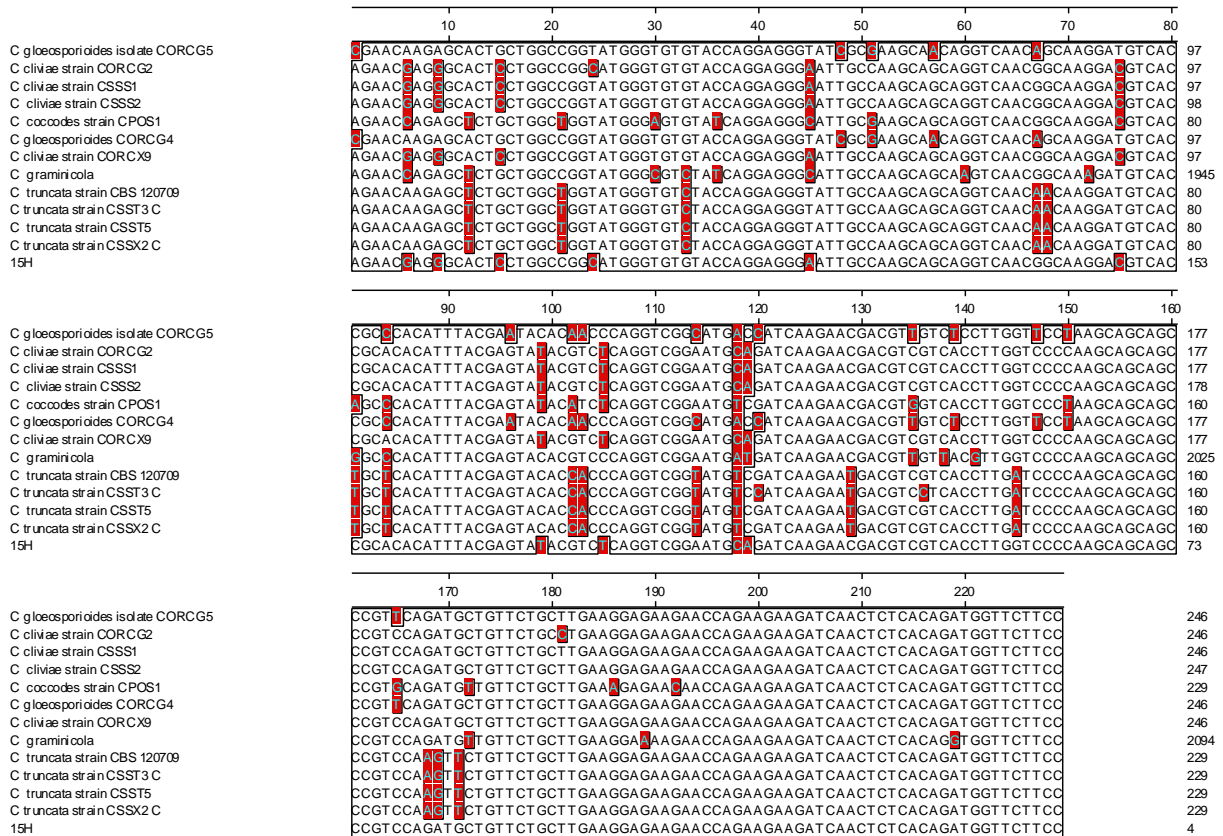 10 20 30 40 50 60 70 80
C gloeosporioides isolate CORCG5 CGAACAAGAGCACTGCTGGCCGGTATGGGTGTGTACCAGGAGGGTATCGCGAAGCAACAGGTCAACAGCAAGGATGTCAC 97
C cliviae strain CORCG2 AGAACGAGGGCACTCCTGGCCGGCATGGGTGTGTACCAGGAGGGAATTGCCAAGCAGCAGGTCAACGGCAAGGACGTCAC 97
C cliviae strain CSSS1 AGAACGAGGGCACTCCTGGCCGGTATGGGTGTGTACCAGGAGGGAATTGCCAAGCAGCAGGTCAACGGCAAGGACGTCAC 97
C cliviae strain CSSS2 AGAACGAGGGCACTCCTGGCCGGTATGGGTGTGTACCAGGAGGGAATTGCCAAGCAGCAGGTCAACGGCAAGGACGTCAC 98
C coccodes strain CPOS1 AGAACCAGAGCTCTGCTGGCTGGTATGGGAGTGTATCAGGAGGGCATTGCGAAGCAGCAGGTCAACGGCAAGGACGTCAC 80
C gloeosporioides CORCG4 CGAACAAGAGCACTGCTGGCCGGTATGGGTGTGTACCAGGAGGGTATCGCGAAGCAACAGGTCAACAGCAAGGATGTCAC 97
C cliviae strain CORCX9 AGAACGAGGGCACTCCTGGCCGGTATGGGTGTGTACCAGGAGGGAATTGCCAAGCAGCAGGTCAACGGCAAGGACGTCAC 97
C graminicola AGAACCAGAGCTCTGCTGGCCGGTATGGGCGTCTATCAGGAGGGCATTGCCAAGCAGCAAGTCAACGGCAAAGATGTCAC 1945
C truncata strain CBS 120709 AGAACAAGAGCTCTGCTGGCTGGTATGGGTGTCTACCAGGAGGGTATTGCCAAGCAGCAGGTCAACAACAAGGATGTCAC 80
C truncata strain CSST3 C AGAACAAGAGCTCTGCTGGCTGGTATGGGTGTCTACCAGGAGGGTATTGCCAAGCAGCAGGTCAACAACAAGGATGTCAC 80
C truncata strain CSST5 AGAACAAGAGCTCTGCTGGCTGGTATGGGTGTCTACCAGGAGGGTATTGCCAAGCAGCAGGTCAACAACAAGGATGTCAC 80
C truncata strain CSSX2 C AGAACAAGAGCTCTGCTGGCTGGTATGGGTGTCTACCAGGAGGGTATTGCCAAGCAGCAGGTCAACAACAAGGATGTCAC 80
15H AGAACGAGGGCACTCCTGGCCGGCATGGGTGTGTACCAGGAGGGAATTGCCAAGCAGCAGGTCAACGGCAAGGACGTCAC 153
90 100 110 120 130 140 150 160
C gloeosporioides isolate CORCG5 CGCCCACATTTACGAATACACAACCCAGGTCGGCATGACCATCAAGAACGACGTTGTCTCCTTGGTTCCTAAGCAGCAGC 177
C cliviae strain CORCG2 CGCACACATTTACGAGTATACGTCTCAGGTCGGAATGCAGATCAAGAACGACGTCGTCACCTTGGTCCCCAAGCAGCAGC 177
C cliviae strain CSSS1 CGCACACATTTACGAGTATACGTCTCAGGTCGGAATGCAGATCAAGAACGACGTCGTCACCTTGGTCCCCAAGCAGCAGC 177
C cliviae strain CSSS2 CGCACACATTTACGAGTATACGTCTCAGGTCGGAATGCAGATCAAGAACGACGTCGTCACCTTGGTCCCCAAGCAGCAGC 178
C coccodes strain CPOS1 AGCCCACATTTACGAGTATACATCTCAGGTCGGAATGTCGATCAAGAACGACGTGGTCACCTTGGTCCCTAAGCAGCAGC 160
C gloeosporioides CORCG4 CGCCCACATTTACGAATACACAACCCAGGTCGGCATGACCATCAAGAACGACGTTGTCTCCTTGGTTCCTAAGCAGCAGC 177
C cliviae strain CORCX9 CGCACACATTTACGAGTATACGTCTCAGGTCGGAATGCAGATCAAGAACGACGTCGTCACCTTGGTCCCCAAGCAGCAGC 177
C graminicola GGCCCACATTTACGAGTACACGTCCCAGGTCGGAATGATGATCAAGAACGACGTTGTTACGTTGGTCCCCAAGCAGCAGC 2025
C truncata strain CBS 120709 TGCTCACATTTACGAGTACACCACCCAGGTCGGTATGTCGATCAAGAATGACGTCGTCACCTTGATCCCCAAGCAGCAGC 160
C truncata strain CSST3 C TGCTCACATTTACGAGTACACCACCCAGGTCGGTATGTCCATCAAGAATGACGTCCTCACCTTGATCCCCAAGCAGCAGC 160
C truncata strain CSST5 TGCTCACATTTACGAGTACACCACCCAGGTCGGTATGTCGATCAAGAATGACGTCGTCACCTTGATCCCCAAGCAGCAGC 160
C truncata strain CSSX2 C TGCTCACATTTACGAGTACACCACCCAGGTCGGTATGTCGATCAAGAATGACGTCGTCACCTTGATCCCCAAGCAGCAGC 160
15H CGCACACATTTACGAGTATACGTCTCAGGTCGGAATGCAGATCAAGAACGACGTCGTCACCTTGGTCCCCAAGCAGCAGC 73
170 180 190 200 210 220
C gloeosporioides isolate CORCG5 CCGTTCAGATGCTGTTCTGCTTGAAGGAGAAGAACCAGAAGAAGATCAACTCTCACAGATGGTTCTTCC 246
C cliviae strain CORCG2 CCGTCCAGATGCTGTTCTGCCTGAAGGAGAAGAACCAGAAGAAGATCAACTCTCACAGATGGTTCTTCC 246
C cliviae strain CSSS1 CCGTCCAGATGCTGTTCTGCTTGAAGGAGAAGAACCAGAAGAAGATCAACTCTCACAGATGGTTCTTCC 246
C cliviae strain CSSS2 CCGTCCAGATGCTGTTCTGCTTGAAGGAGAAGAACCAGAAGAAGATCAACTCTCACAGATGGTTCTTCC 247
C coccodes strain CPOS1 CCGTGCAGATGTTGTTCTGCTTGAAAGAGAACAACCAGAAGAAGATCAACTCTCACAGATGGTTCTTCC 229
C gloeosporioides CORCG4 CCGTTCAGATGCTGTTCTGCTTGAAGGAGAAGAACCAGAAGAAGATCAACTCTCACAGATGGTTCTTCC 246
C cliviae strain CORCX9 CCGTCCAGATGCTGTTCTGCTTGAAGGAGAAGAACCAGAAGAAGATCAACTCTCACAGATGGTTCTTCC 246
C graminicola CCGTCCAGATGTTGTTCTGCTTGAAGGAAAAGAACCAGAAGAAGATCAACTCTCACAGGTGGTTCTTCC 2094
C truncata strain CBS 120709 CCGTCCAAGTTCTGTTCTGCTTGAAGGAGAAGAACCAGAAGAAGATCAACTCTCACAGATGGTTCTTCC 229
C truncata strain CSST3 C CCGTCCAAGTTCTGTTCTGCTTGAAGGAGAAGAACCAGAAGAAGATCAACTCTCACAGATGGTTCTTCC 229
C truncata strain CSST5 CCGTCCAAGTTCTGTTCTGCTTGAAGGAGAAGAACCAGAAGAAGATCAACTCTCACAGATGGTTCTTCC 229
C truncata strain CSSX2 C CCGTCCAAGTTCTGTTCTGCTTGAAGGAGAAGAACCAGAAGAAGATCAACTCTCACAGATGGTTCTTCC 229
15H CCGTCCAGATGCTGTTCTGCTTGAAGGAGAAGAACCAGAAGAAGATCAACTCTCACAGATGGTTCTTCC 4